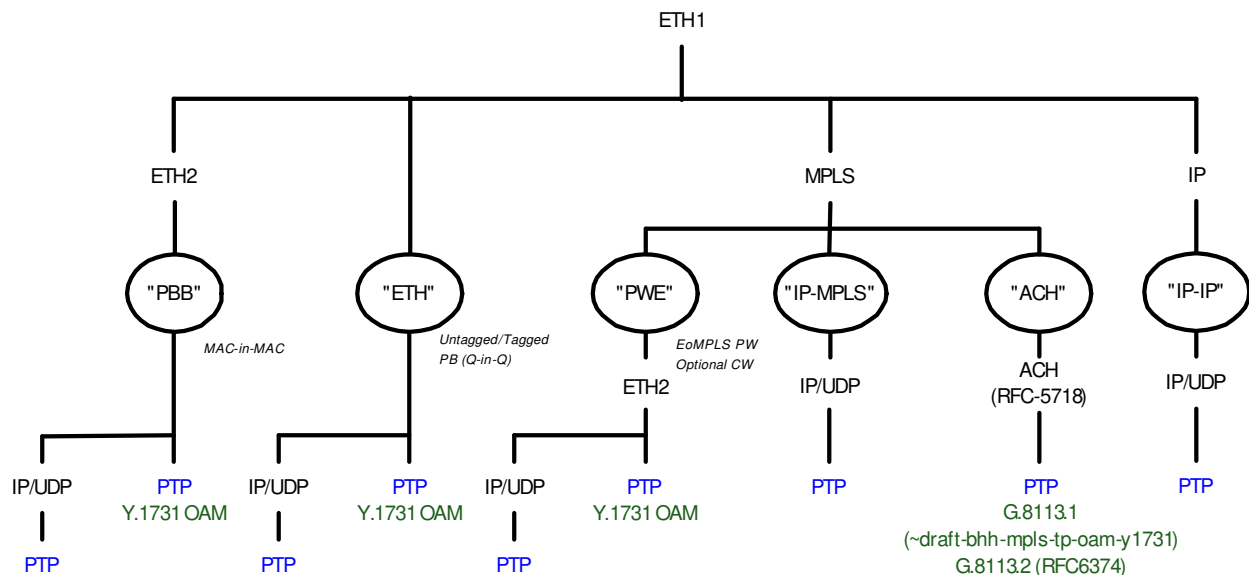 ETH1
ETH2
MPLS
IP
"PBB"
"ETH"
"PWE"
"IP-MPLS"
"ACH"
"IP-IP"
MAC-in-MAC
Untagged/Tagged
PB (Q-in-Q)
EoMPLS PW
Optional CW
ETH2
IP/UDP
ACH
(RFC-5718)
IP/UDP
IP/UDP
PTP
Y.1731 OAM
IP/UDP
PTP
Y.1731 OAM
IP/UDP
PTP
Y.1731 OAM
PTP
PTP
G.8113.1
(~draft-bhh-mpls-tp-oam-y1731)
G.8113.2 (RFC6374)
PTP
PTP
PTP
PTP